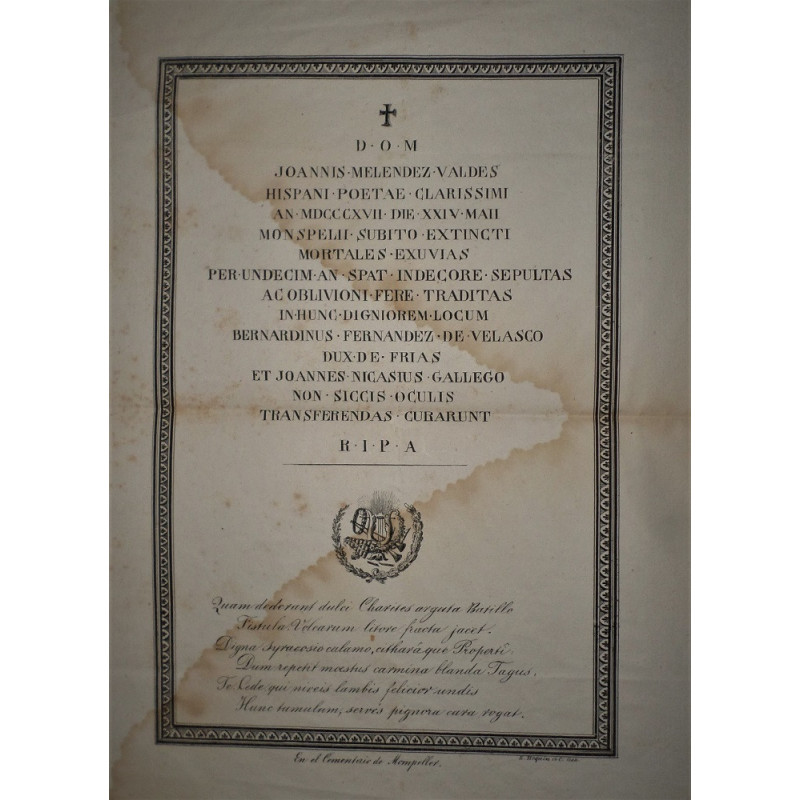 D·O·M
JOANNIS·MELENDEZ·VALDES
HISPANI·POETAE·CLARISSIMI
AN·MDCCCXVII·DIE·XXIV·MAII
MONSPELII·SUBITO·EXTINCTI
MORTALES·EXUVIAS
PER·UNDECIM·AN·SPAT·INDECORE·SEPULTAS
AC OBLIVIONI·FERE·TRADITAS
IN·HUNC·DIGNIOREM·LOCUM
BERNARDINUS·FERNANDEZ·DE·VELASCO
DUX·DE·FRIAS
ET JOANNES·NICASIUS·GALLEGO
NON·SICCIS·OCULIS
TRANSFERENDAS·CURARUNT
R·I·P·A
Quam dederant dulci Charites arguta Batillo
Fistula Volcarum litore fracta jacet.
Digna Syracosio calamo, citharâque Properti
Dum repetit mœstus carmina blanda Tagus.
Te Lede qui niveis lambis felicior undis
Hunc tumulum, serves pignora cara rogat.
En el Cementerio de Mompeller.